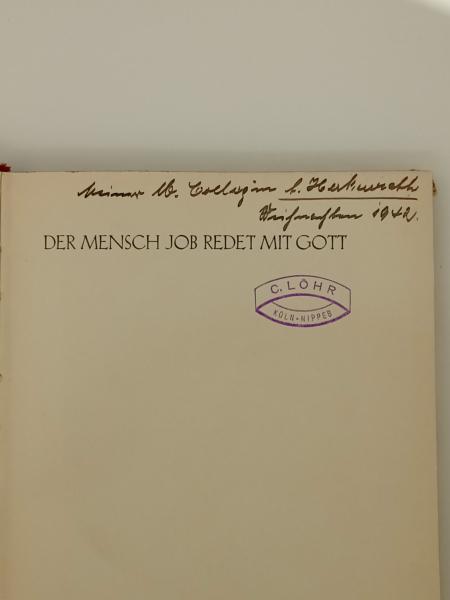 Meiner lb. Collegin
Weihnachten 1942.
DER MENSCH JOB REDET MIT GOTT
C. LÖHR
KÖLN-NIPPES